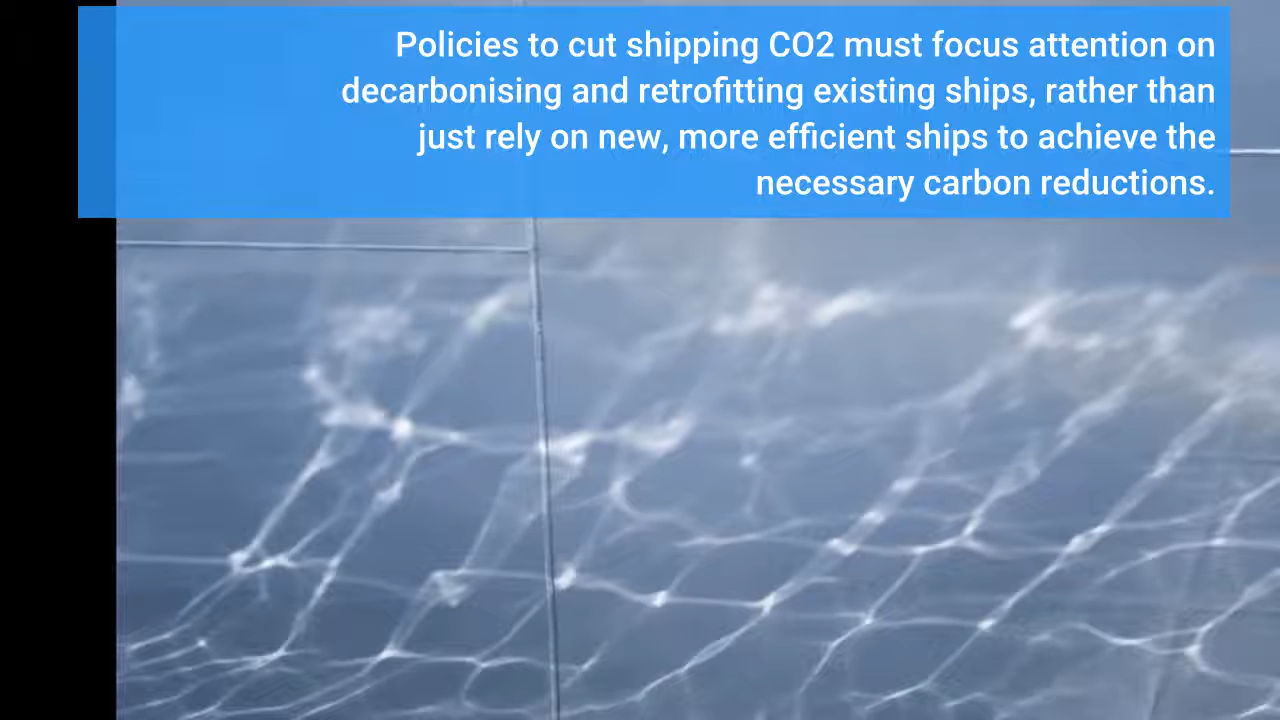 Policies to cut shipping CO2 must focus attention on
decarbonising and retrofitting existing ships, rather than
just rely on new, more efficient ships to achieve the
necessary carbon reductions.